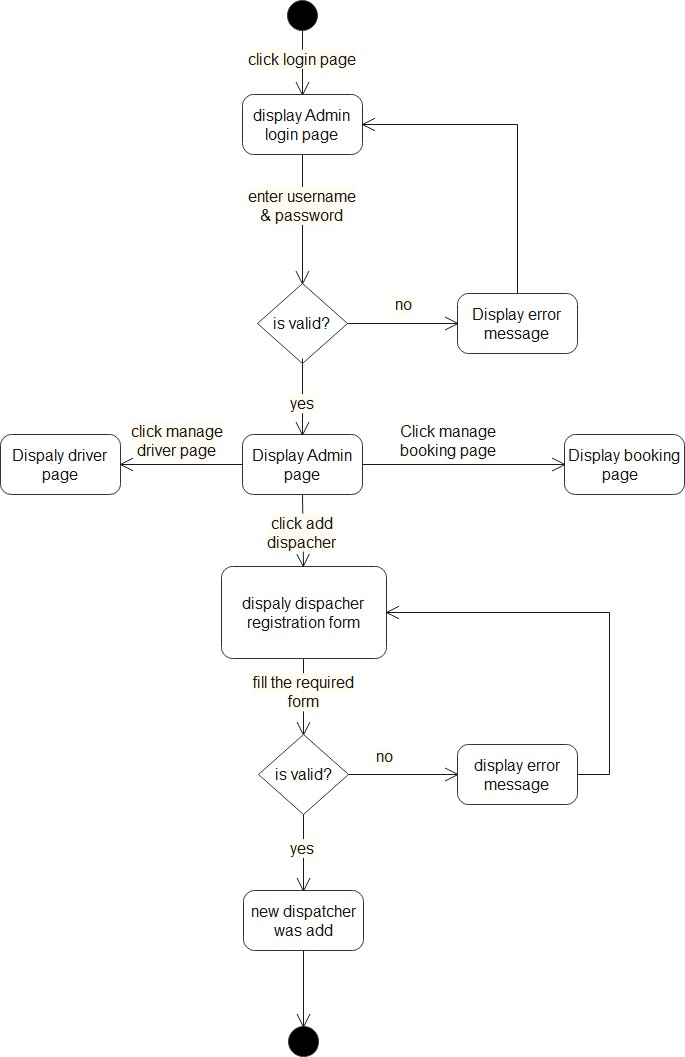 click login page
display Admin
login page
enter username
& password
is valid?
no
Display error
message
yes
click manage
driver page
Click manage
booking page
Dispaly driver
page
Display Admin
page
Display booking
page
click add
dispacher
dispaly dispacher
registration form
fill the required
form
is valid?
no
display error
message
yes
new dispatcher
was add